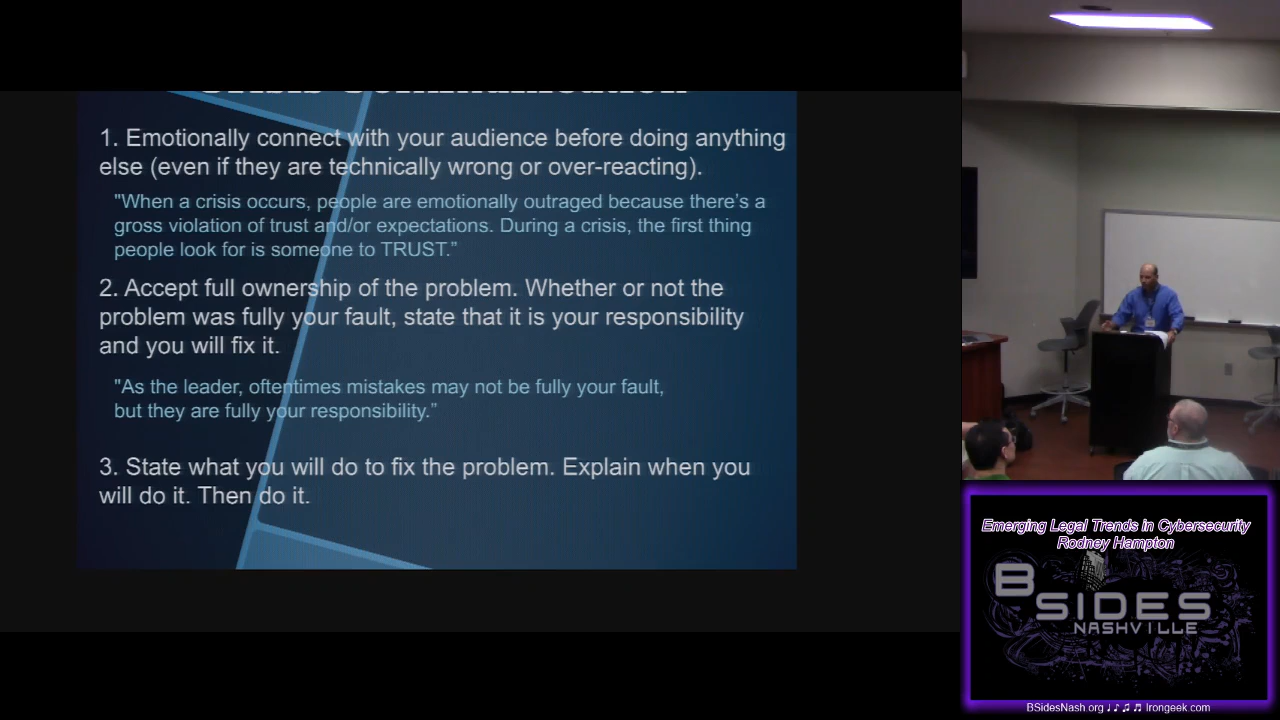 Crisis Communication
1. Emotionally connect with your audience before doing anything
else (even if they are technically wrong or over-reacting).
"When a crisis occurs, people are emotionally outraged because there's a
gross violation of trust and/or expectations. During a crisis, the first thing
people look for is someone to TRUST."
2. Accept full ownership of the problem. Whether or not the
problem was fully your fault, state that it is your responsibility
and you will fix it.
"As the leader, oftentimes mistakes may not be fully your fault,
but they are fully your responsibility."
3. State what you will do to fix the problem. Explain when you
will do it. Then do it.
Emerging Legal Trends in Cybersecurity
Rodney Hampton
BSIDES
NASHVILLE
BSidesNash.org ♩ ♪ ♫ ♬ Irongeek.com